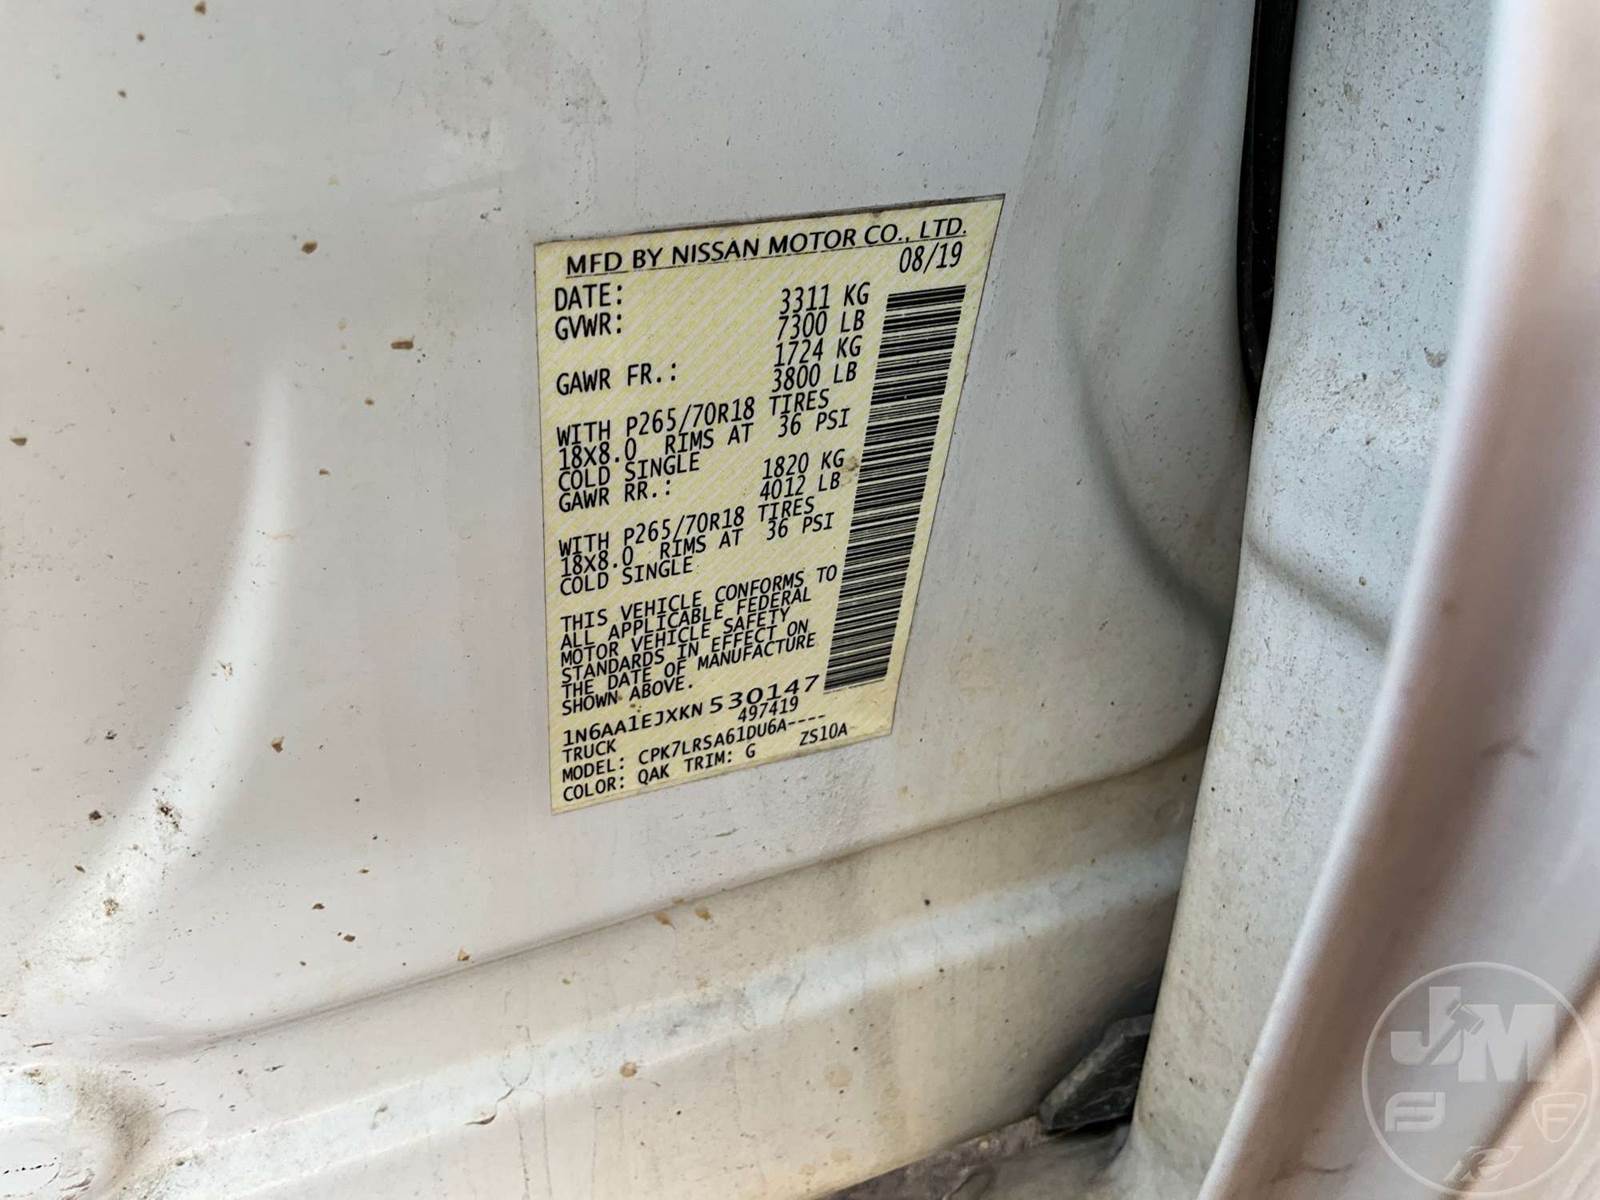 MFD BY NISSAN MOTOR CO., LTD.
DATE: 08/19
GVWR: 3311 KG
7300 LB
GAWR FR.: 1724 KG
3800 LB
WITH P265/70R18 TIRES
18X8.0 RIMS AT 36 PSI
COLD SINGLE
GAWR RR.: 1820 KG
4012 LB
WITH P265/70R18 TIRES
18X8.0 RIMS AT 36 PSI
COLD SINGLE
THIS VEHICLE CONFORMS TO
ALL APPLICABLE FEDERAL
MOTOR VEHICLE SAFETY
STANDARDS IN EFFECT ON
THE DATE OF MANUFACTURE
SHOWN ABOVE.
1N6AA1EJXKN530147
TRUCK 497419
MODEL: CPK7LRSA61DU6A----
COLOR: QAK TRIM: G ZS10A
JM